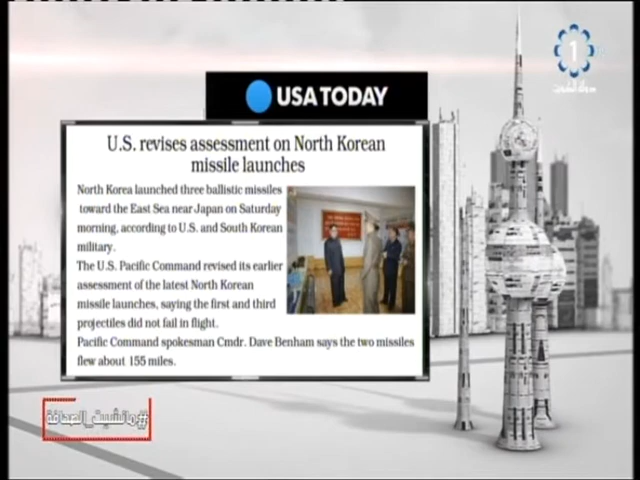 1
USA TODAY
U.S. revises assessment on North Korean
missile launches
North Korea launched three ballistic missiles
toward the East Sea near Japan on Saturday
morning, according to U.S. and South Korean
military.
The U.S. Pacific Command revised its earlier
assessment of the latest North Korean
missile launches, saying the first and third
projectiles did not fail in flight.
Pacific Command spokesman Cmdr. Dave Benham says the two missiles
flew about 155 miles.
#مانشيت_الصحافة